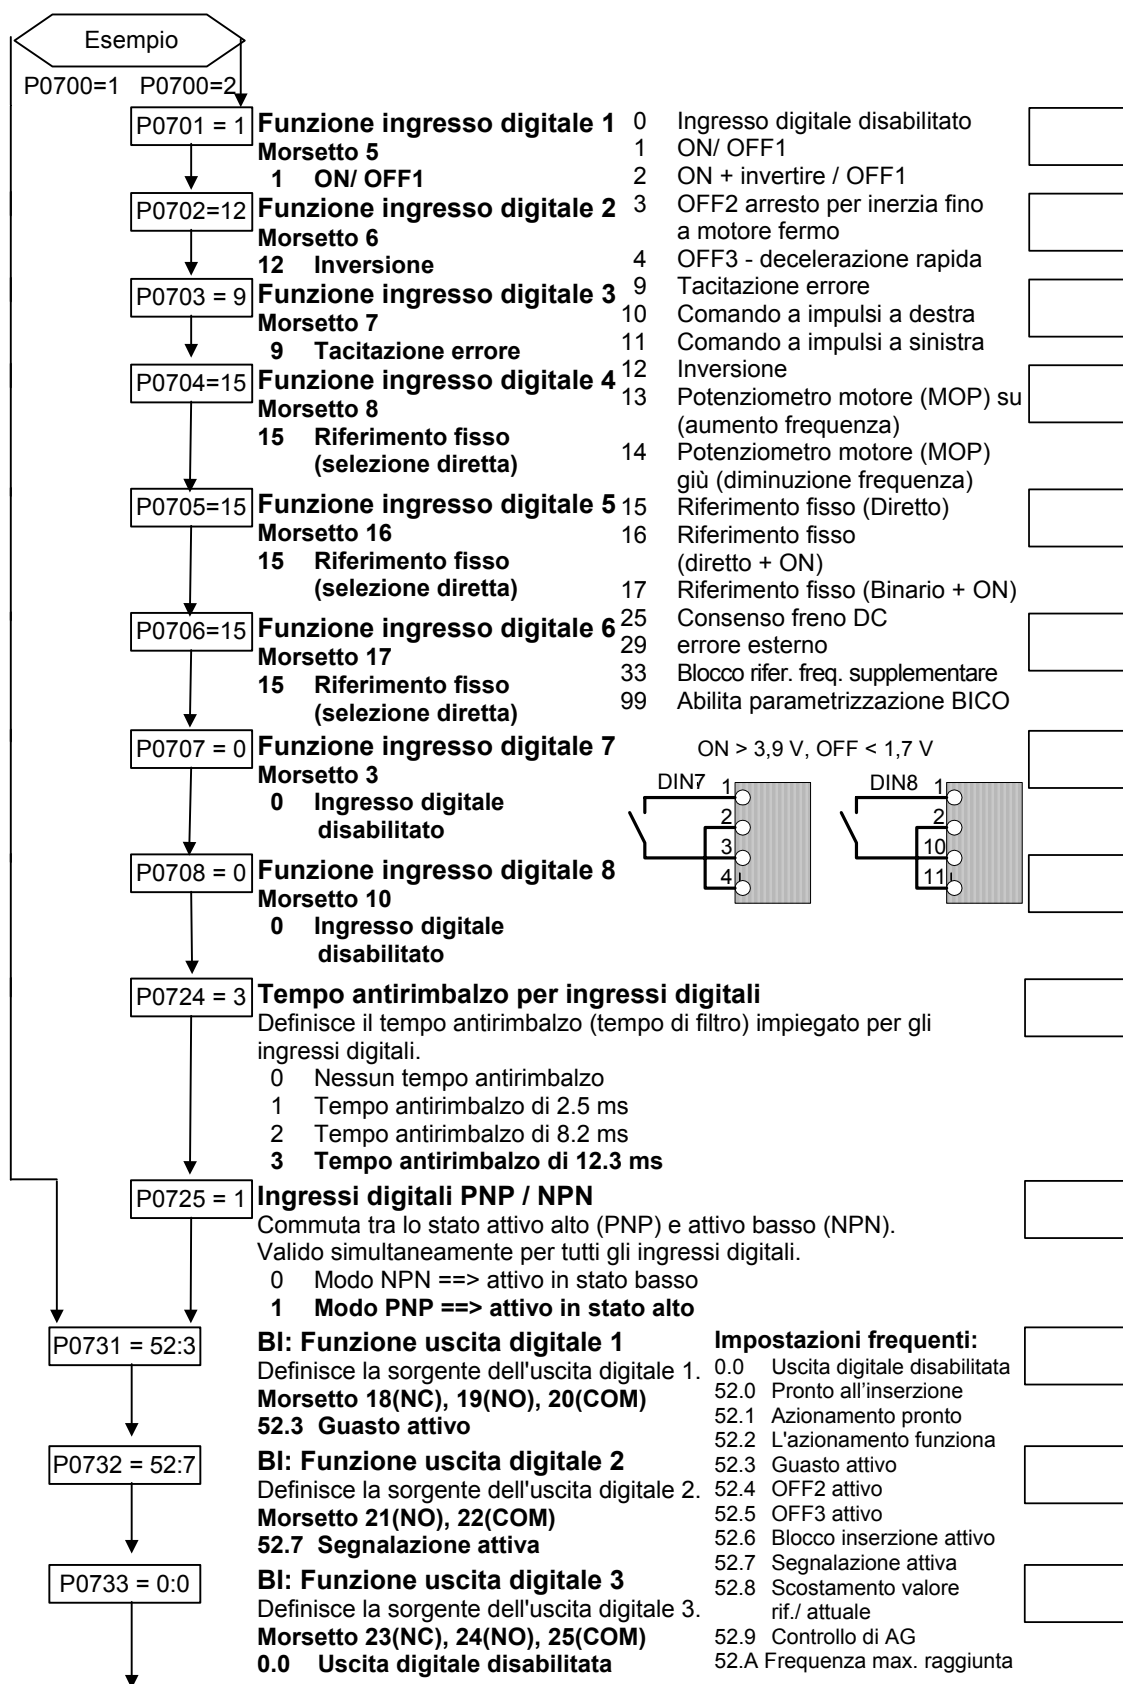 Esempio
P0700=1 P0700=2
P0701 = 1
Funzione ingresso digitale 1
Morsetto 5
1 ON/ OFF1
P0702=12
Funzione ingresso digitale 2
Morsetto 6
12 Inversione
P0703 = 9
Funzione ingresso digitale 3
Morsetto 7
9 Tacitazione errore
P0704=15
Funzione ingresso digitale 4
Morsetto 8
15 Riferimento fisso
(selezione diretta)
P0705=15
Funzione ingresso digitale 5
Morsetto 16
15 Riferimento fisso
(selezione diretta)
P0706=15
Funzione ingresso digitale 6
Morsetto 17
15 Riferimento fisso
(selezione diretta)
P0707 = 0
Funzione ingresso digitale 7
Morsetto 3
0 Ingresso digitale
disabilitato
P0708 = 0
Funzione ingresso digitale 8
Morsetto 10
0 Ingresso digitale
disabilitato
0 Ingresso digitale disabilitato
1 ON/ OFF1
2 ON + invertire / OFF1
3 OFF2 arresto per inerzia fino
a motore fermo
4 OFF3 - decelerazione rapida
9 Tacitazione errore
10 Comando a impulsi a destra
11 Comando a impulsi a sinistra
12 Inversione
13 Potenziometro motore (MOP) su
(aumento frequenza)
14 Potenziometro motore (MOP)
giù (diminuzione frequenza)
15 Riferimento fisso (Diretto)
16 Riferimento fisso
(diretto + ON)
17 Riferimento fisso (Binario + ON)
25 Consenso freno DC
29 errore esterno
33 Blocco rifer. freq. supplementare
99 Abilita parametrizzazione BICO
ON > 3,9 V, OFF < 1,7 V
DIN7 1
2
3
4
DIN8 1
2
10
11
P0724 = 3
Tempo antirimbalzo per ingressi digitali
Definisce il tempo antirimbalzo (tempo di filtro) impiegato per gli
ingressi digitali.
0 Nessun tempo antirimbalzo
1 Tempo antirimbalzo di 2.5 ms
2 Tempo antirimbalzo di 8.2 ms
3 Tempo antirimbalzo di 12.3 ms
P0725 = 1
Ingressi digitali PNP / NPN
Commuta tra lo stato attivo alto (PNP) e attivo basso (NPN).
Valido simultaneamente per tutti gli ingressi digitali.
0 Modo NPN ==> attivo in stato basso
1 Modo PNP ==> attivo in stato alto
P0731 = 52:3
BI: Funzione uscita digitale 1
Definisce la sorgente dell'uscita digitale 1.
Morsetto 18(NC), 19(NO), 20(COM)
52.3 Guasto attivo
P0732 = 52:7
BI: Funzione uscita digitale 2
Definisce la sorgente dell'uscita digitale 2.
Morsetto 21(NO), 22(COM)
52.7 Segnalazione attiva
P0733 = 0:0
BI: Funzione uscita digitale 3
Definisce la sorgente dell'uscita digitale 3.
Morsetto 23(NC), 24(NO), 25(COM)
0.0 Uscita digitale disabilitata
Impostazioni frequenti:
0.0 Uscita digitale disabilitata
52.0 Pronto all’inserzione
52.1 Azionamento pronto
52.2 L'azionamento funziona
52.3 Guasto attivo
52.4 OFF2 attivo
52.5 OFF3 attivo
52.6 Blocco inserzione attivo
52.7 Segnalazione attiva
52.8 Scostamento valore
rif./ attuale
52.9 Controllo di AG
52.A Frequenza max. raggiunta